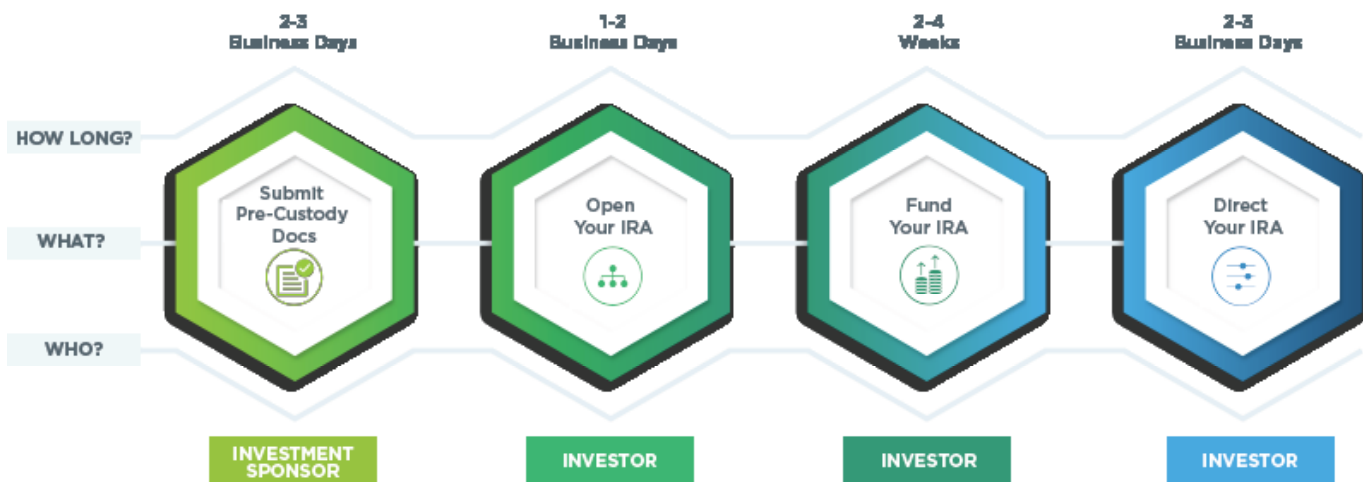 2-3
Business Days
1-2
Business Days
2-4
Weeks
2-3
Business Days
HOW LONG?
Submit
Pre-Custody
Docs
Open
Your IRA
Fund
Your IRA
Direct
Your IRA
WHAT?
WHO?
INVESTMENT
SPONSOR
INVESTOR
INVESTOR
INVESTOR